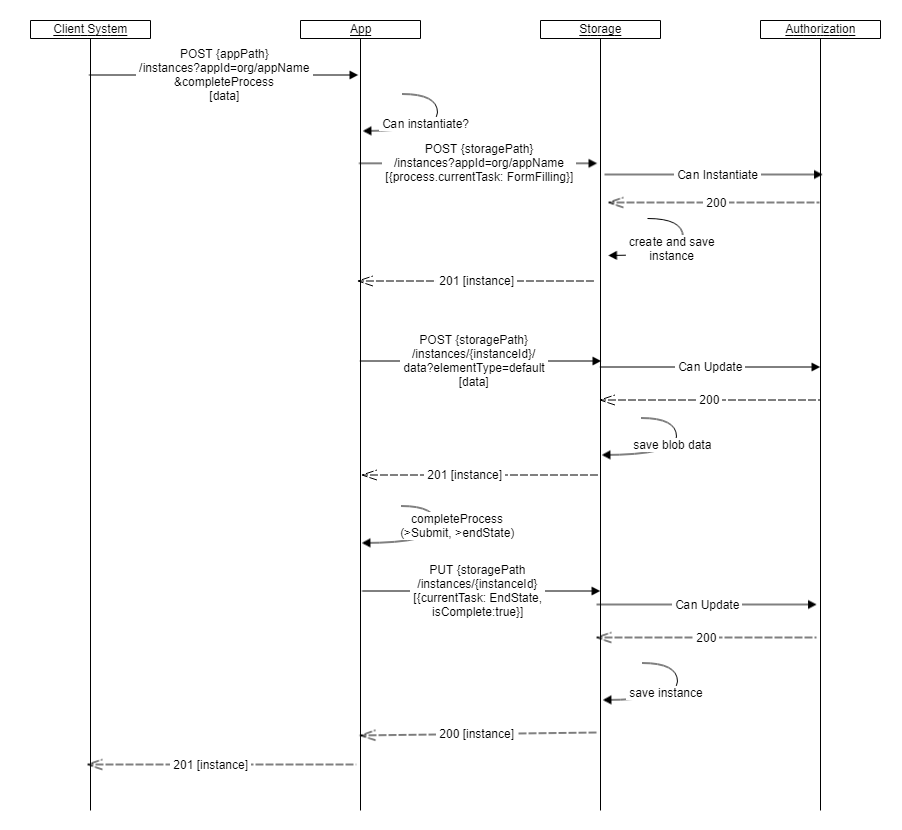 Client System
App
Storage
Authorization
POST {appPath}
/instances?appId=org/appName
&completeProcess
[data]
Can instantiate?
POST {storagePath}
/instances?appId=org/appName
[{process.currentTask: FormFilling}]
Can Instantiate
200
create and save
instance
201 [instance]
POST {storagePath}
/instances/{instanceId}/
data?elementType=default
[data]
Can Update
200
save blob data
201 [instance]
completeProcess
(>Submit, >endState)
PUT {storagePath
/instances/{instanceId}
[{currentTask: EndState,
isComplete:true}]
Can Update
200
save instance
200 [instance]
201 [instance]